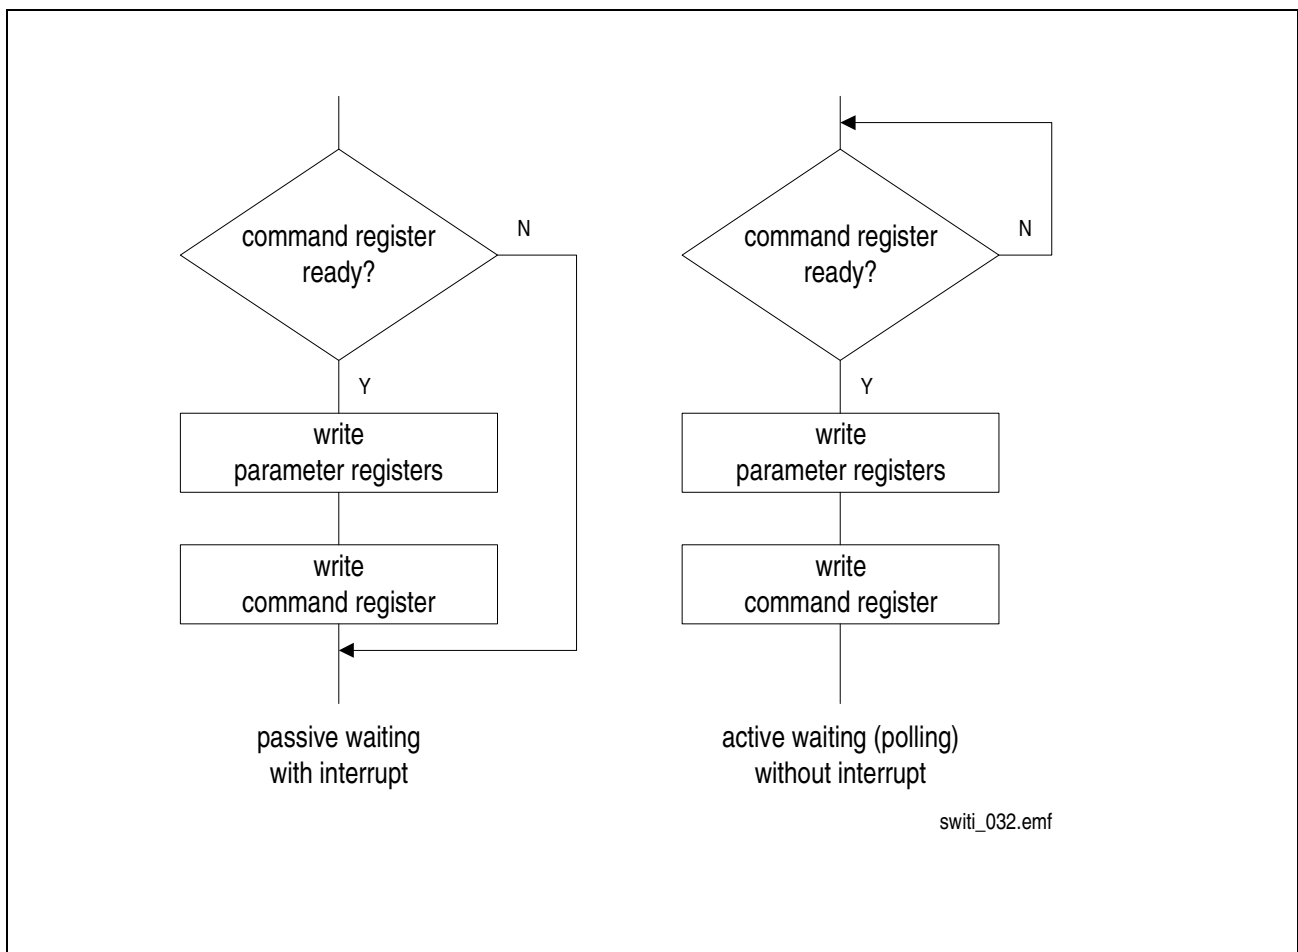 command register
ready?
N
Y
write
parameter registers
write
command register
passive waiting
with interrupt
command register
ready?
N
Y
write
parameter registers
write
command register
active waiting (polling)
without interrupt
switi_032.emf